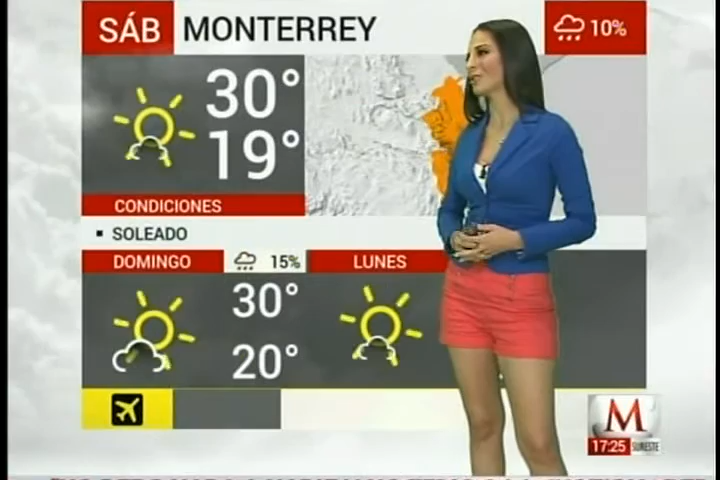 SÁB MONTERREY 10%
30°
19°
CONDICIONES
▪ SOLEADO
DOMINGO 15% LUNES
30°
20°
M
17:25 SURESTE